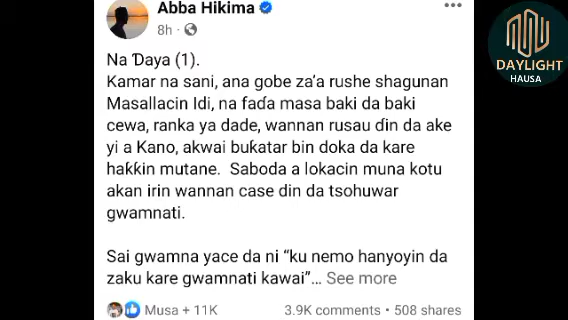 Abba Hikima
8h
Na Ɗaya (1).
Kamar na sani, ana gobe za'a rushe shagunan
Masallacin Idi, na faɗa masa baki da baki
cewa, ranka ya dade, wannan rusau ɗin da ake
yi a Kano, akwai buƙatar bin doka da kare
haƙƙin mutane. Saboda a lokacin muna kotu
akan irin wannan case din da tsohuwar
gwamnati.
Sai gwamna yace da ni “ku nemo hanyoyin da
zaku kare gwamnati kawai”… See more
Musa + 11K 3.9K comments • 508 shares
DAYLIGHT
HAUSA